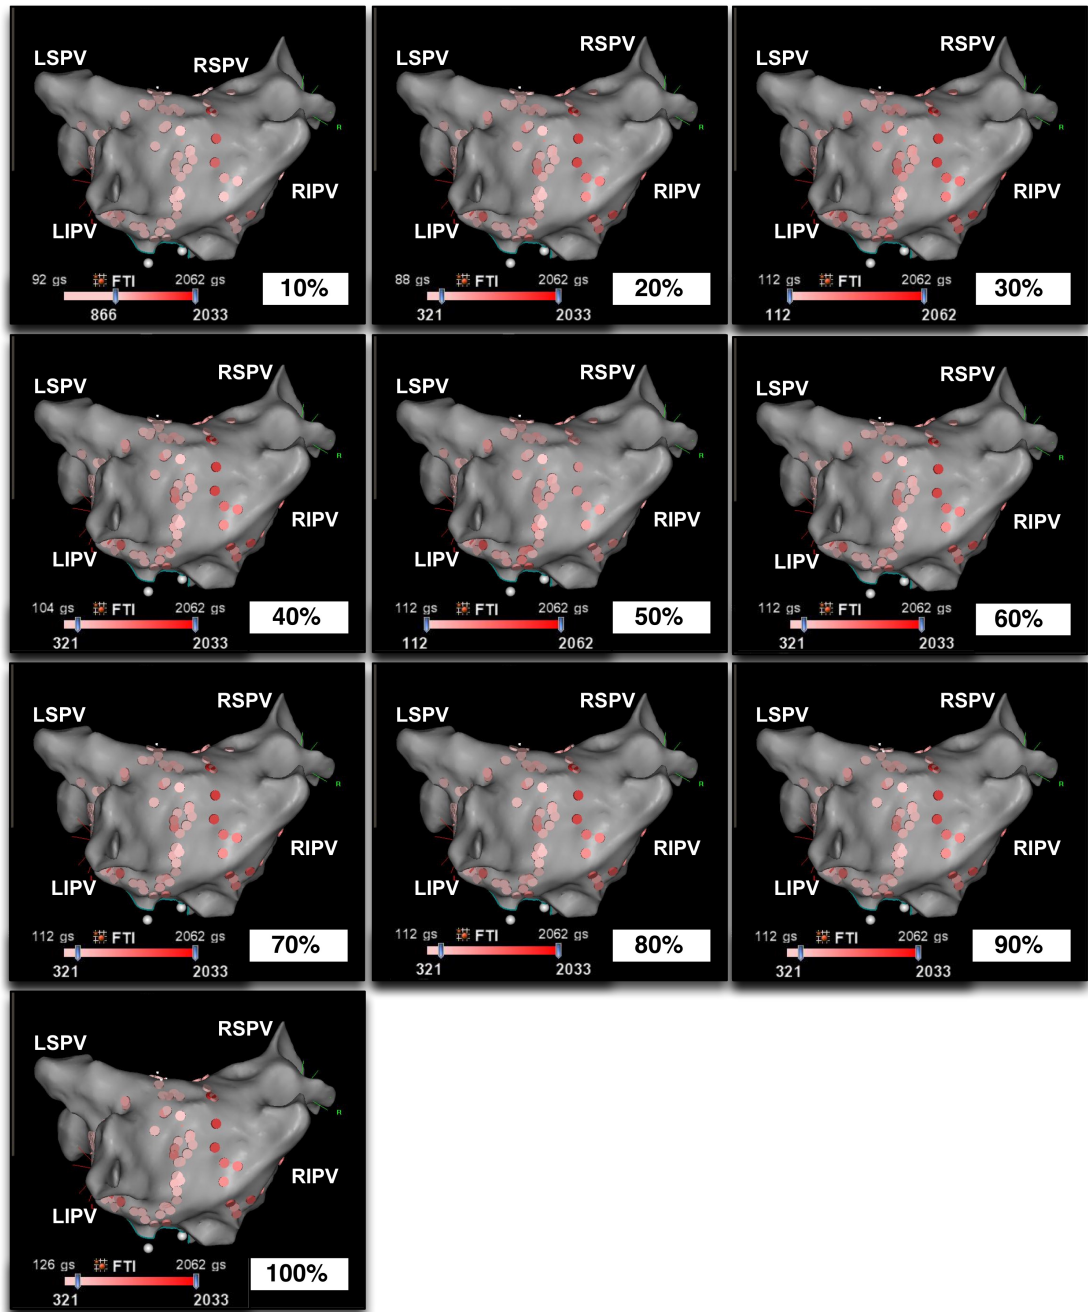 LSPV
RSPV
RIPV
LIPV
92 gs FTI 2062 gs
10%
866 2033
LSPV
RSPV
RIPV
LIPV
88 gs FTI 2062 gs
20%
321 2033
LSPV
RSPV
R
RIPV
LIPV
112 gs FTI 2062 gs
30%
112 2062
LSPV
RSPV
R
RIPV
LIPV
104 gs FTI 2062 gs
40%
321 2033
LSPV
RSPV
RIPV
LIPV
112 gs FTI 2062 gs
50%
112 2062
LSPV
RSPV
R
RIPV
LIPV
112 gs FTI 2062 gs
60%
321 2033
LSPV
RSPV
R
RIPV
LIPV
112 gs FTI 2062 gs
70%
321 2033
LSPV
RSPV
RIPV
LIPV
112 gs FTI 2062 gs
80%
321 2033
LSPV
RSPV
R
RIPV
LIPV
112 gs FTI 2062 gs
90%
321 2033
LSPV
RSPV
R
RIPV
LIPV
126 gs FTI 2062 gs
100%
321 2033